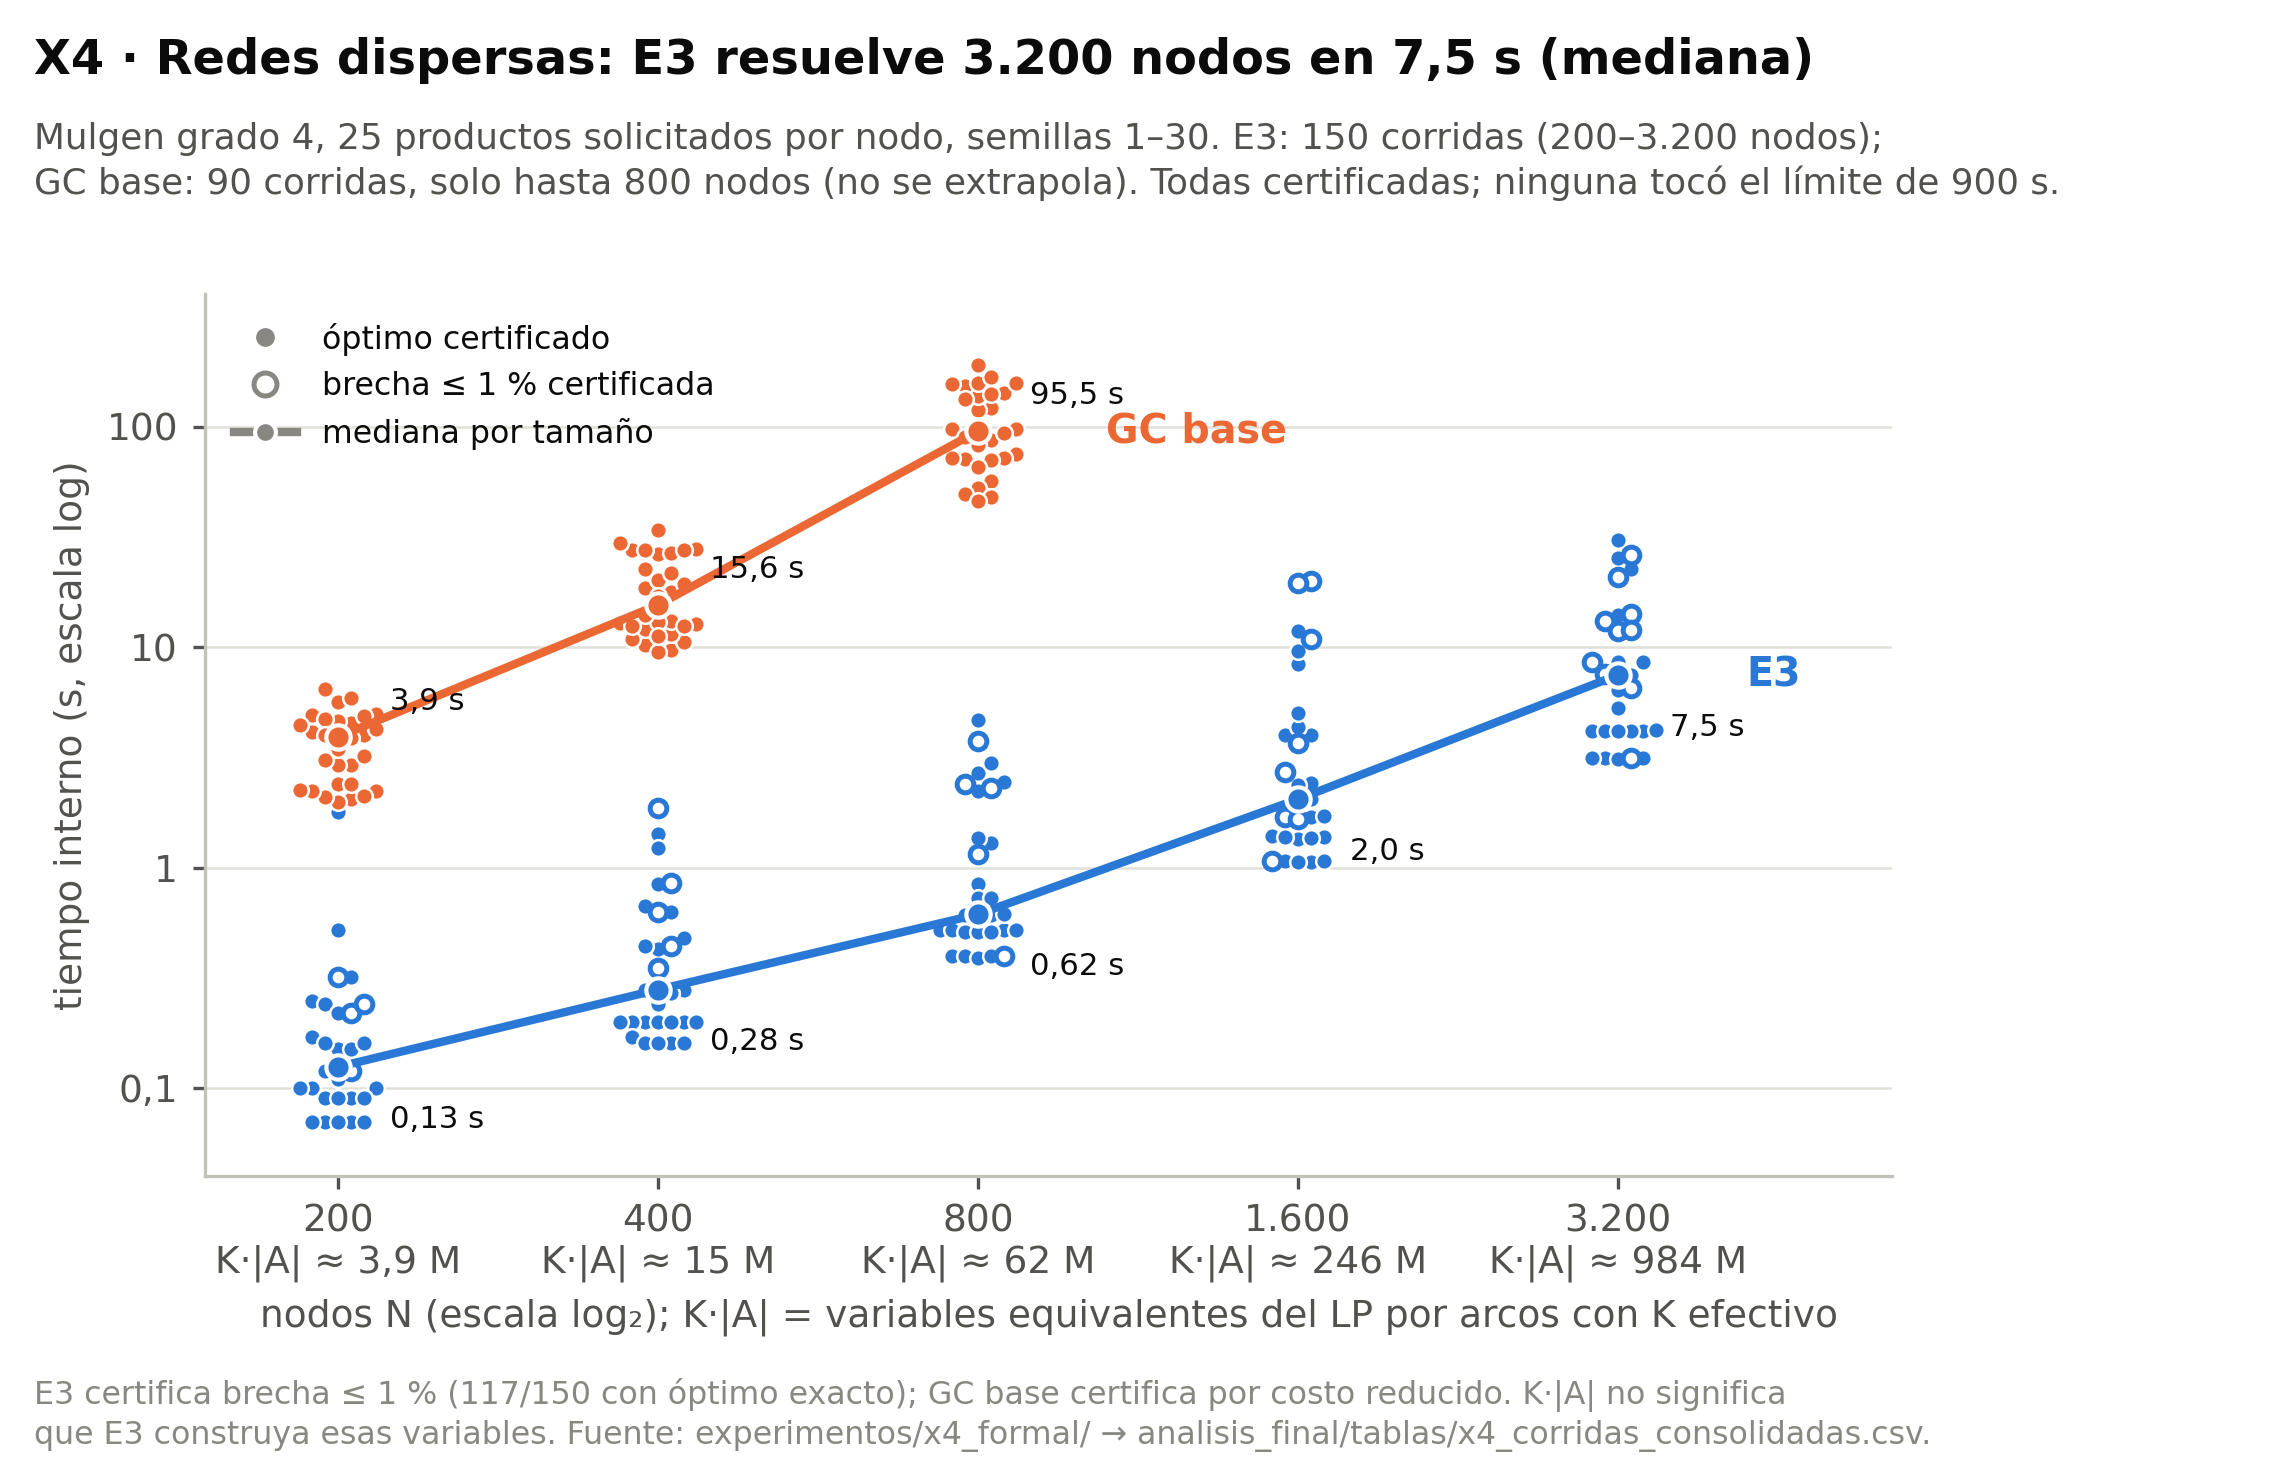 X4 · Redes dispersas: E3 resuelve 3.200 nodos en 7,5 s (mediana)
Mulgen grado 4, 25 productos solicitados por nodo, semillas 1–30. E3: 150 corridas (200–3.200 nodos);
GC base: 90 corridas, solo hasta 800 nodos (no se extrapola). Todas certificadas; ninguna tocó el límite de 900 s.
óptimo certificado
brecha ≤ 1 % certificada
mediana por tamaño
tiempo interno (s, escala log)
100
10
1
0,1
95,5 s
GC base
15,6 s
3,9 s
E3
7,5 s
2,0 s
0,62 s
0,28 s
0,13 s
200
400
800
1.600
3.200
K·|A| ≈ 3,9 M
K·|A| ≈ 15 M
K·|A| ≈ 62 M
K·|A| ≈ 246 M
K·|A| ≈ 984 M
nodos N (escala log₂); K·|A| = variables equivalentes del LP por arcos con K efectivo
E3 certifica brecha ≤ 1 % (117/150 con óptimo exacto); GC base certifica por costo reducido. K·|A| no significa
que E3 construya esas variables. Fuente: experimentos/x4_formal/ → analisis_final/tablas/x4_corridas_consolidadas.csv.